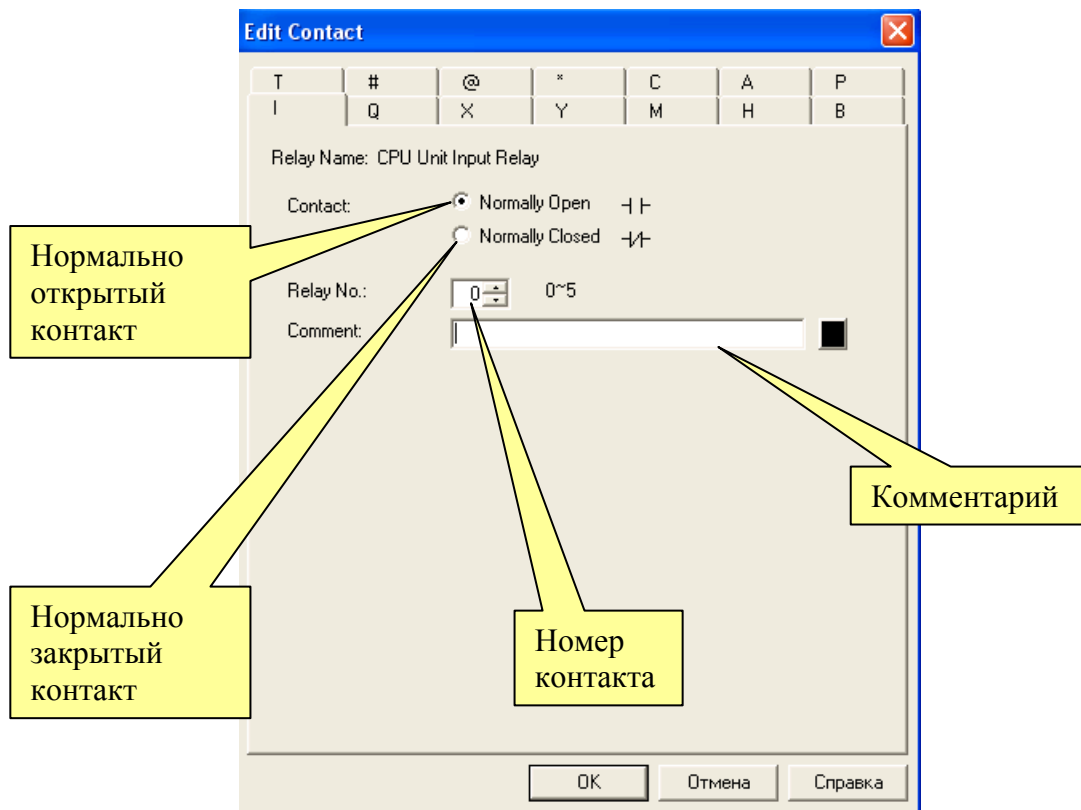 Edit Contact
T # @ * C A P
I Q X Y M H B
Relay Name: CPU Unit Input Relay
Contact: Normally Open
Normally Closed
Relay No.: 0 0~5
Comment:
Нормально
открытый
контакт
Комментарий
Нормально
закрытый
контакт
Номер
контакта
OK Отмена Справка